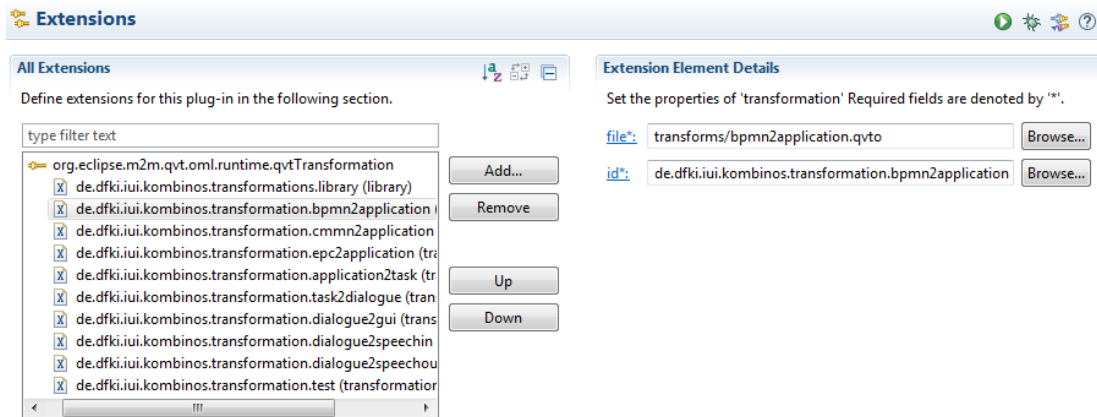 Extensions
All Extensions
Define extensions for this plug-in in the following section.
type filter text
org.eclipse.m2m.qvt.oml.runtime.qvtTransformation
de.dfki.iui.kombinos.transformations.library (library)
de.dfki.iui.kombinos.transformation.bpmn2application (
de.dfki.iui.kombinos.transformation.cmmn2application
de.dfki.iui.kombinos.transformation.epc2application (tra
de.dfki.iui.kombinos.transformation.application2task (tr
de.dfki.iui.kombinos.transformation.task2dialogue (tran
de.dfki.iui.kombinos.transformation.dialogue2gui (trans
de.dfki.iui.kombinos.transformation.dialogue2speechin
de.dfki.iui.kombinos.transformation.dialogue2speechou
de.dfki.iui.kombinos.transformation.test (transformation
Add...
Remove
Up
Down
Extension Element Details
Set the properties of 'transformation' Required fields are denoted by '*'.
file*: transforms/bpmn2application.qvto Browse...
id*: de.dfki.iui.kombinos.transformation.bpmn2application Browse...